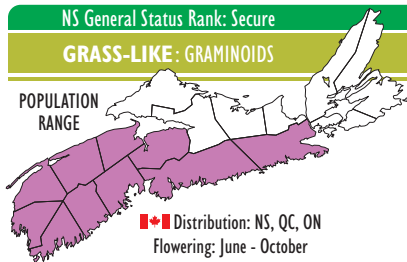 NS General Status Rank: Secure
GRASS-LIKE: GRAMINOIDS
POPULATION
RANGE
Distribution: NS, QC, ON
Flowering: June - October